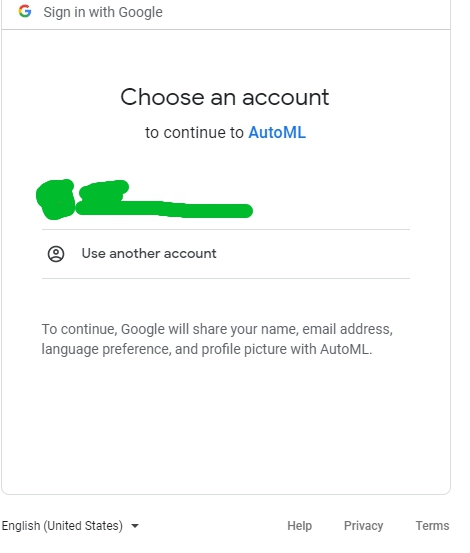 Sign in with Google
Choose an account
to continue to AutoML
Use another account
To continue, Google will share your name, email address,
language preference, and profile picture with AutoML.
English (United States)
Help
Privacy
Terms